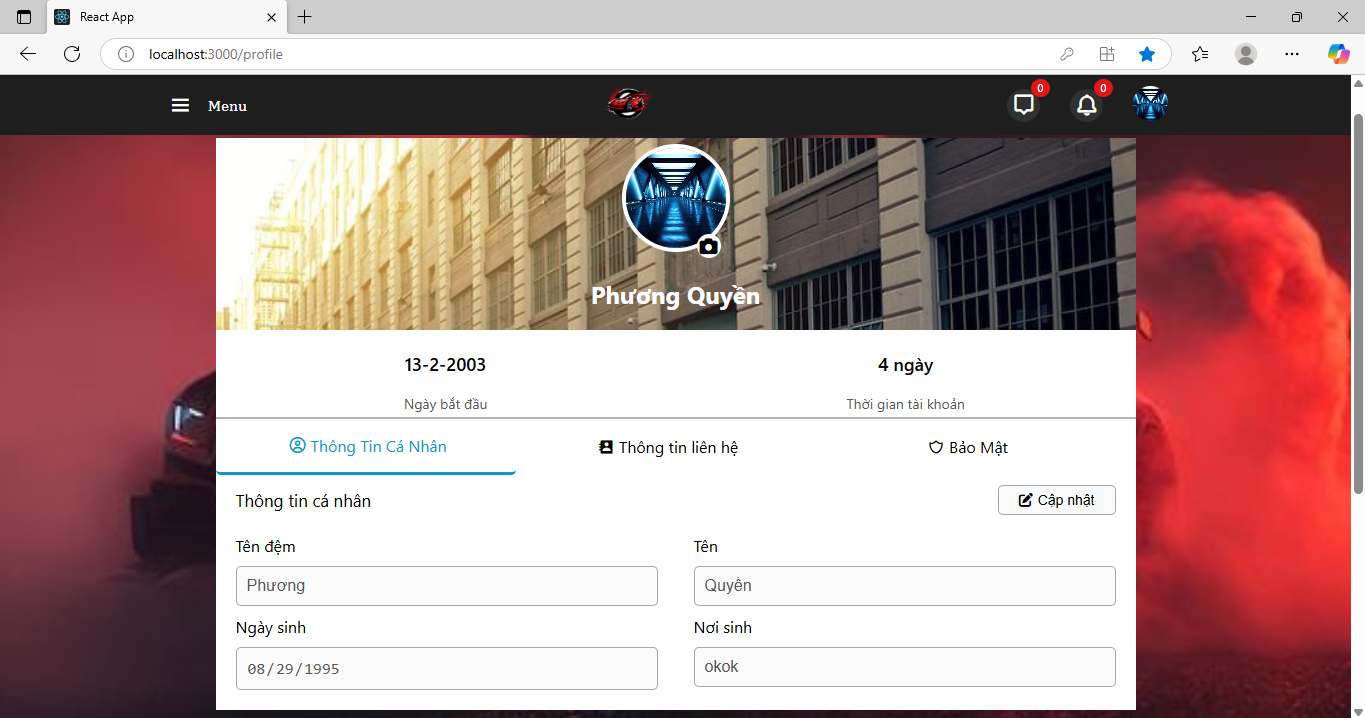 React App
localhost:3000/profile
Menu
0
0
Phương Quyền
13-2-2003
4 ngày
Ngày bắt đầu
Thời gian tài khoản
Thông Tin Cá Nhân
Thông tin liên hệ
Bảo Mật
Thông tin cá nhân
Cập nhật
Tên đệm
Tên
Phương
Quyền
Ngày sinh
Nơi sinh
08/29/1995
okok